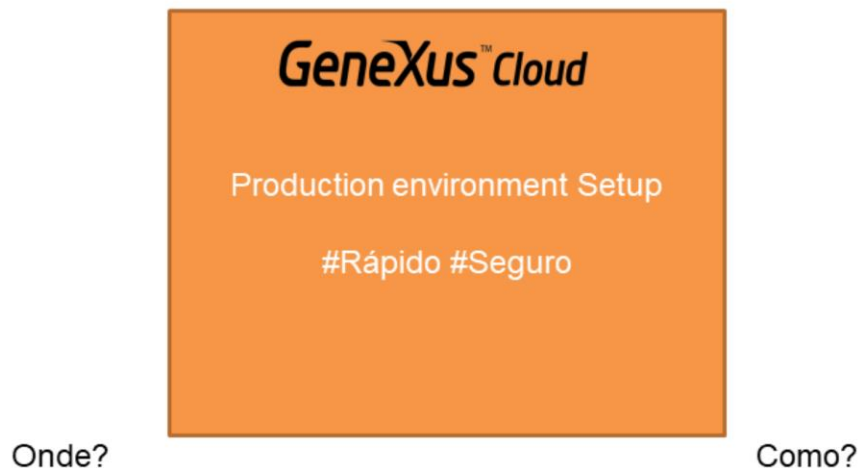 GeneXus™ Cloud
Production environment Setup
#Rápido #Seguro
Onde?
Como?